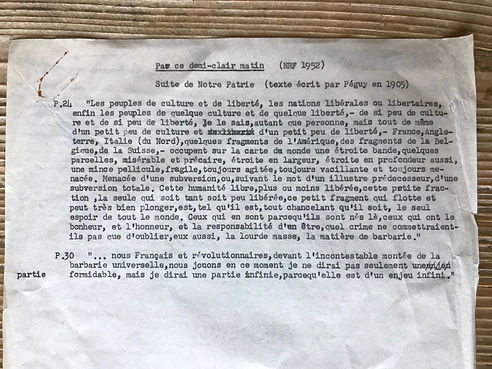 Par ce demi-clair matin (NRF 1952)
Suite de Notre Patrie (texte écrit par Péguy en 1905)
P.24 "Les peuples de culture et de liberté, les nations libérales ou libertaires,
enfin les peuples de quelque culture et de quelque liberté,- de si peu de cultu-
re et de si peu de liberté, je le sais,autant que personne, mais tout de même
d'un petit peu de culture et d'un petit peu de liberté,- France,Angle-
terre, Italie (du Nord),quelques fragments de l'Amérique,des fragments de la Bel-
gique,de la Suisse,- occupent sur la carte du monde une étroite bande,quelques
parcelles, misérable et précaire, étroite en largeur, étroite en profondeur aussi,
une mince pellicule,fragile,toujours agitée,toujours vacillante et toujours me-
nacée. Menacée d'une subversion,ou,suivant le mot d'un illustre prédecesseur,d'une
subversion totale. Cette humanité libre,plus ou moins libérée,cette petite frac-
tion ,la seule qui soit tant soit peu libérée,ce petit fragment qui flotte et
peut très bien plonger,est,tel qu'il est,tout chancelant qu'il soit, le seul
espoir de tout le monde. Ceux qui en sont parcequ'ils sont nés là,ceux qui ont le
bonheur, et l'honneur, et la responsabilité d'en être,quel crime ne commettraient-
ils pas que d'oublier,eux aussi, la lourde masse, la matière de barbarie."
P.30 "... nous Français et révolutionnaires,devant l'incontestable montée de la
barbarie universelle,nous jouons en ce moment je ne dirai pas seulement une
partie formidable, mais je dirai une partie infinie,parcequ'elle est d'un enjeu infini."